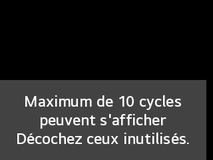 Maximum de 10 cycles
peuvent s'afficher
Décochez ceux inutilisés.